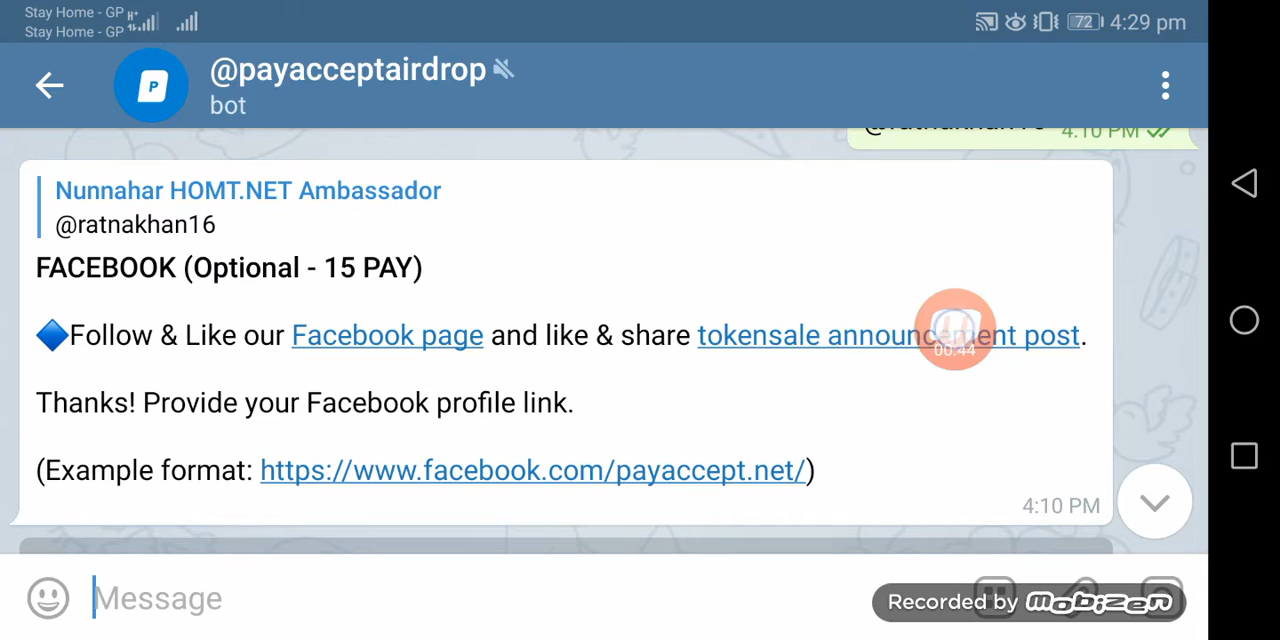 Stay Home - GP H+
Stay Home - GP
72 4:29 pm
@payacceptairdrop
P
bot
4:10 PM
Nunnahar HOMT.NET Ambassador
@ratnakhan16
FACEBOOK (Optional - 15 PAY)
Follow & Like our Facebook page and like & share tokensale announcement post.
00:44
Thanks! Provide your Facebook profile link.
(Example format: https://www.facebook.com/payaccept.net/)
4:10 PM
Message
Recorded by mobizen